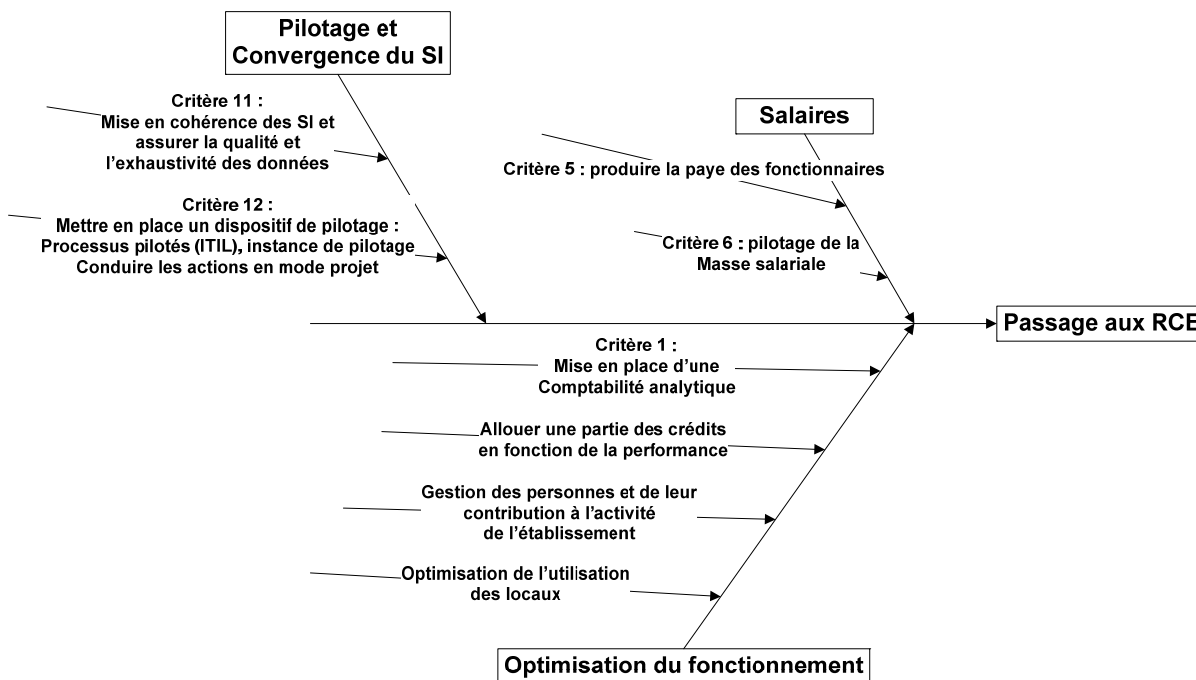 Pilotage et
Convergence du SI
Critère 11 :
Mise en cohérence des SI et
assurer la qualité et
l'exhaustivité des données
Critère 12 :
Mettre en place un dispositif de pilotage :
Processus pilotés (ITIL), instance de pilotage
Conduire les actions en mode projet
Salaires
Critère 5 : produire la paye des fonctionnaires
Critère 6 : pilotage de la
Masse salariale
Passage aux RCE
Critère 1 :
Mise en place d'une
Comptabilité analytique
Allouer une partie des crédits
en fonction de la performance
Gestion des personnes et de leur
contribution à l'activité
de l'établissement
Optimisation de l'utilisation
des locaux
Optimisation du fonctionnement